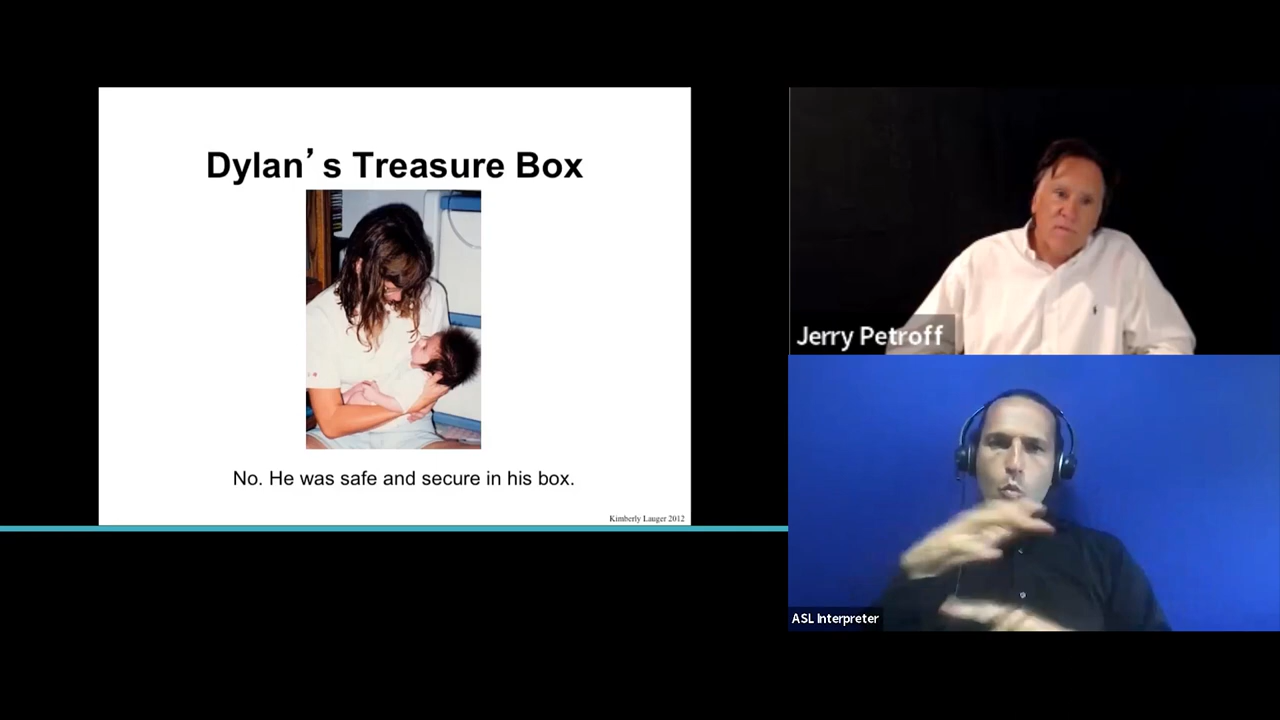 Dylan’s Treasure Box
No. He was safe and secure in his box.
Kimberly Lauger 2012
Jerry Petroff
ASL Interpreter